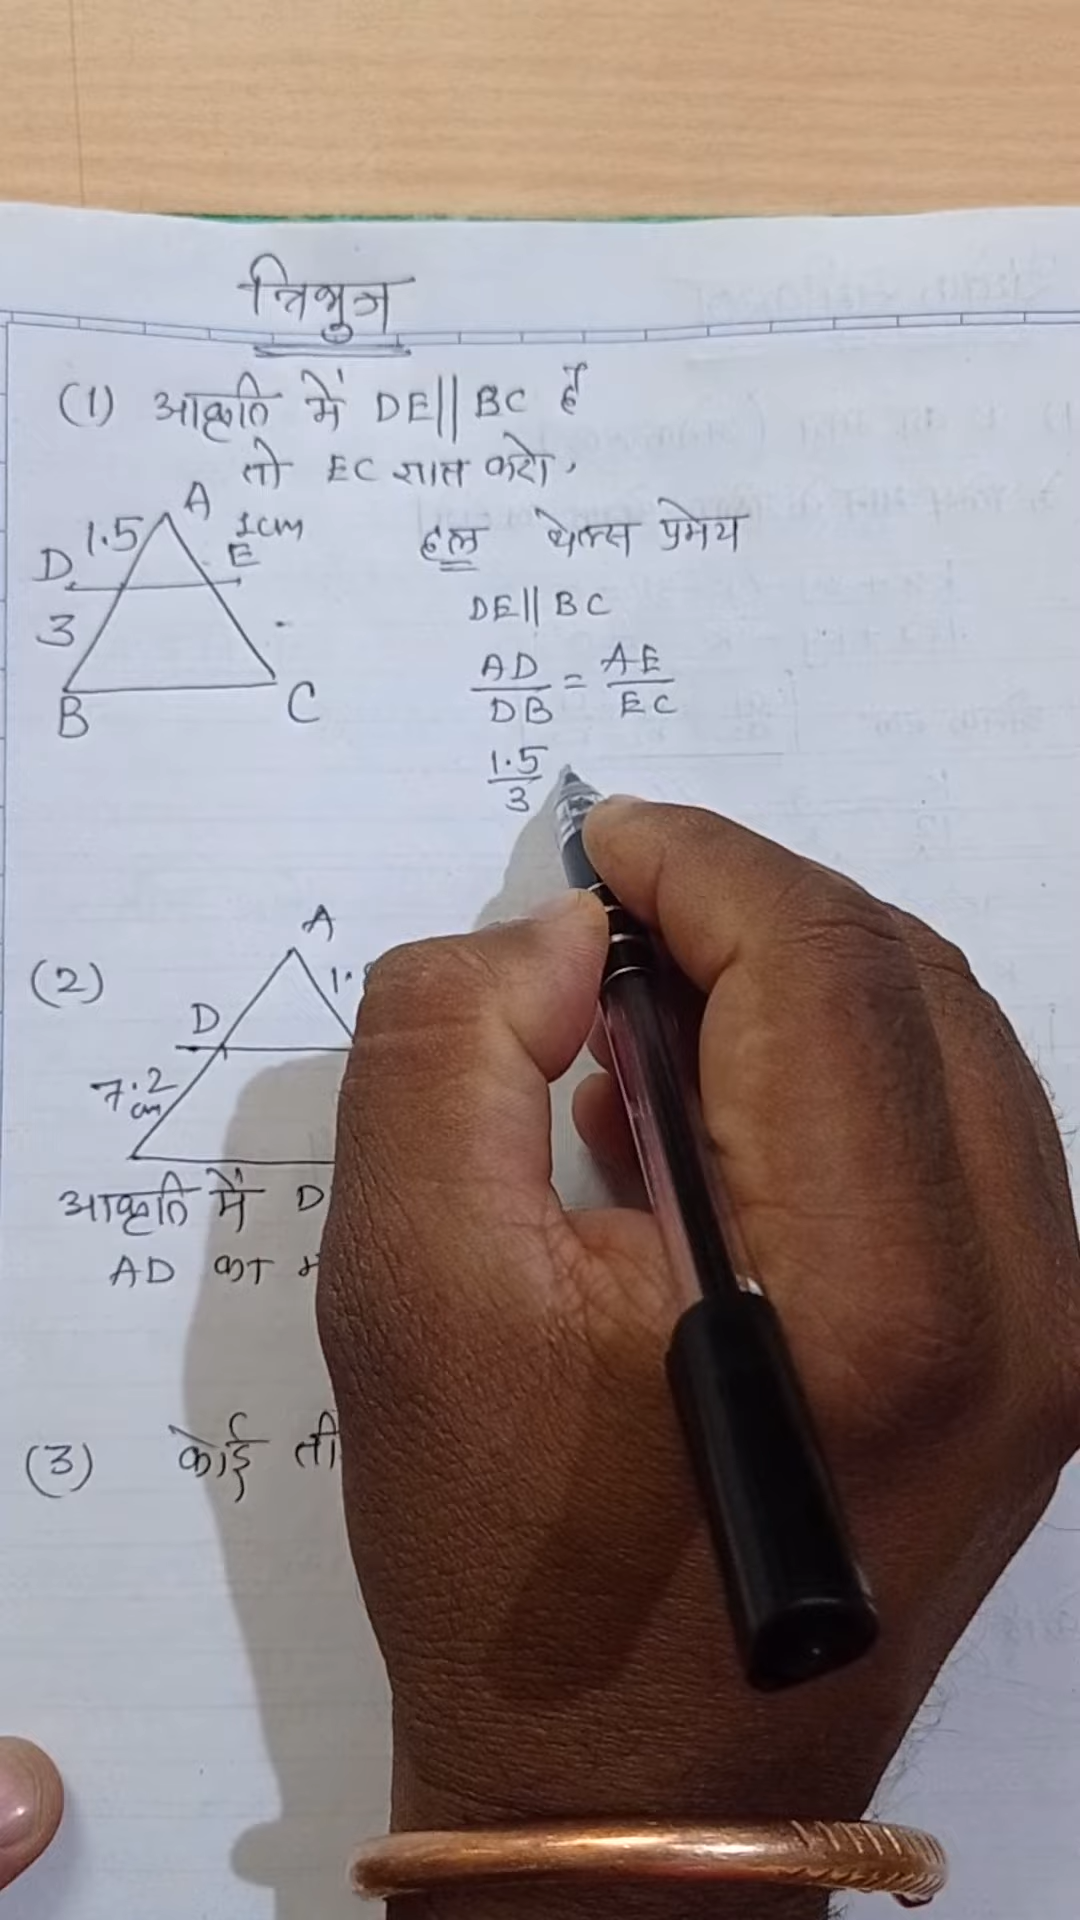 त्रिभुज
(1) आकृति में DE||BC है
तो EC ज्ञात करो,
A
1.5
1cm
D
E
3
B
C
हल थेल्स प्रमेय
DE||BC
AD/DB = AE/EC
1.5/3
(2)
A
1.
D
7.2
cm
आकृति में D
AD का
(3) कोई ती